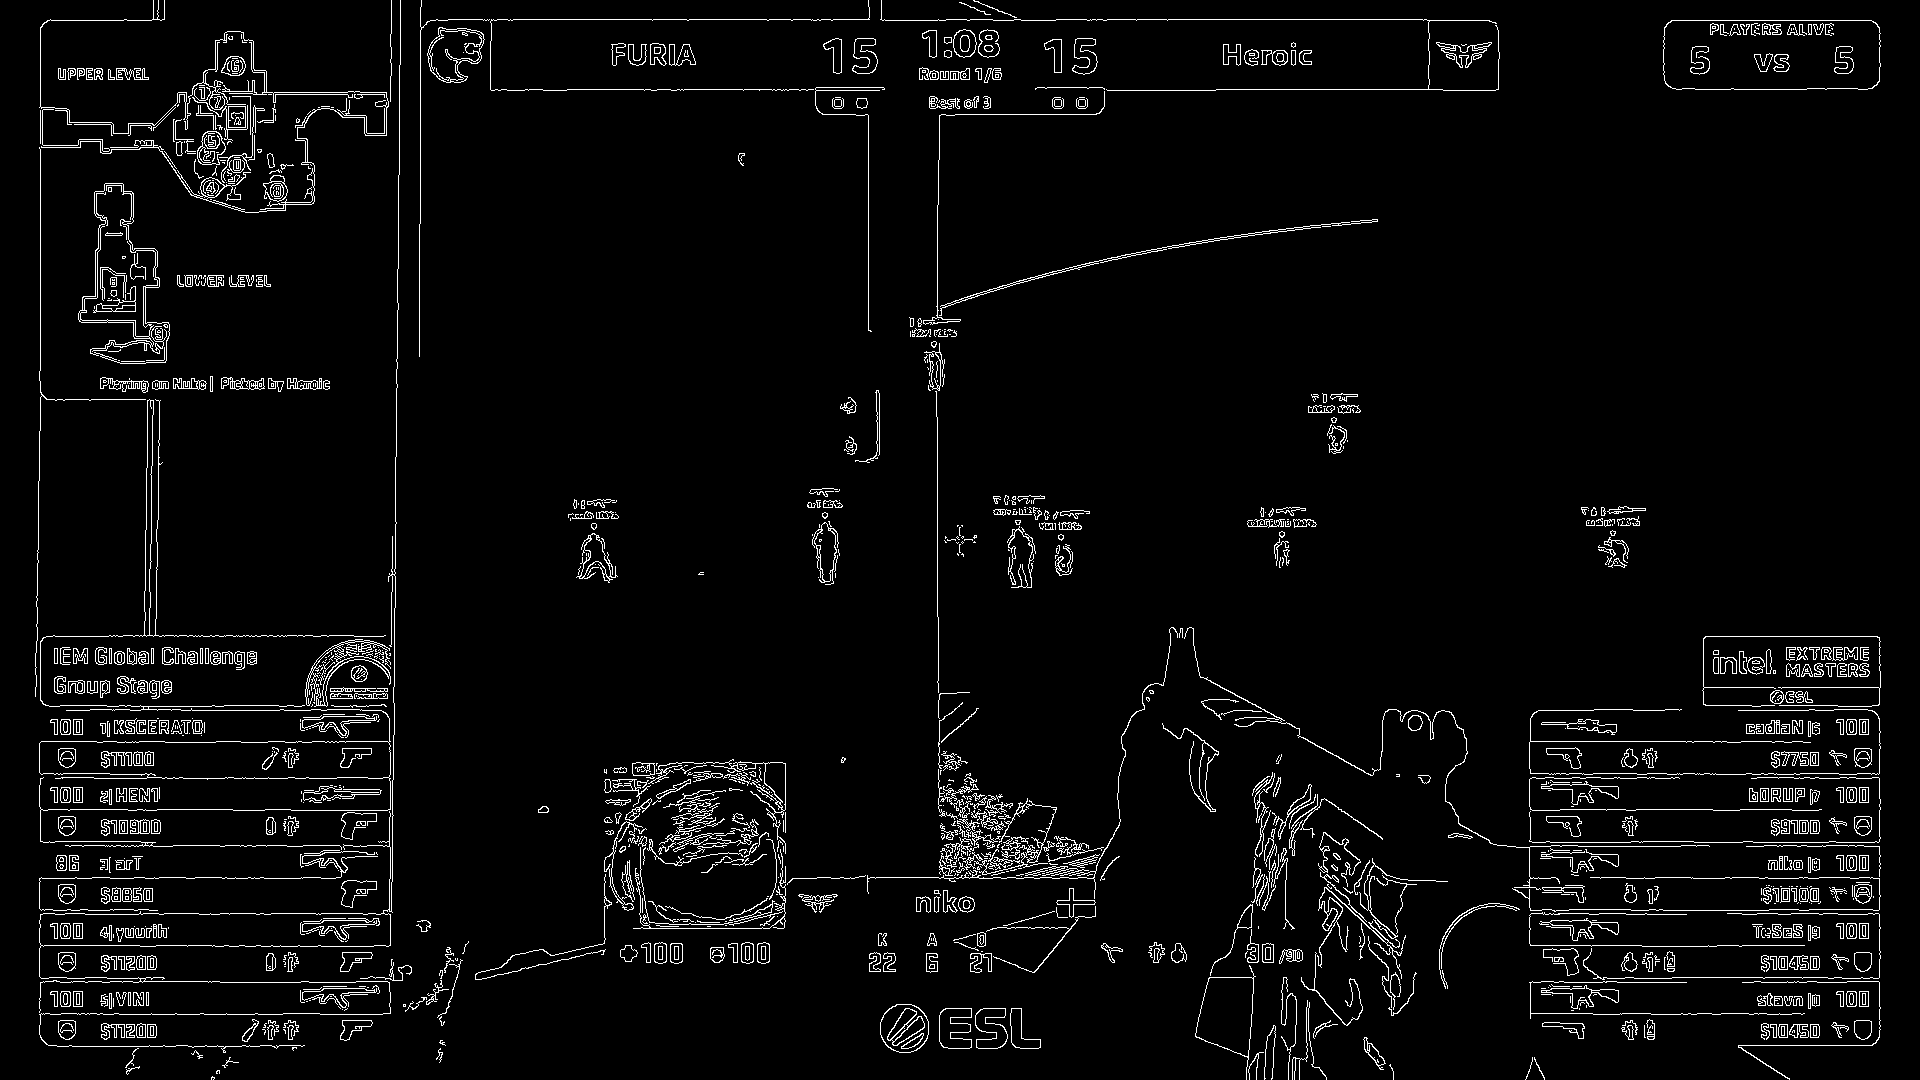 FURIA 15 1:08 15 Heroic
Round 1/6
Best of 3
PLAYERS ALIVE
5 vs 5
UPPER LEVEL
LOWER LEVEL
Playing on Nuke | Picked by Heroic
IEM Global Challenge
Group Stage
100 1| KSCERATO
$11100
100 2| HEN1
$10900
86 3| arT
$8650
100 4| yuurih
$11200
100 5| VINI
$11200
intel. EXTREME
MASTERS
ESL
cadiaN |6 100
$7750
b0RUP |7 100
$9100
niko |8 100
$10100
TeSeS |9 100
$10450
stavn |0 100
$10450
niko
100 100
K A D
22 6 21
90 /90
ESL